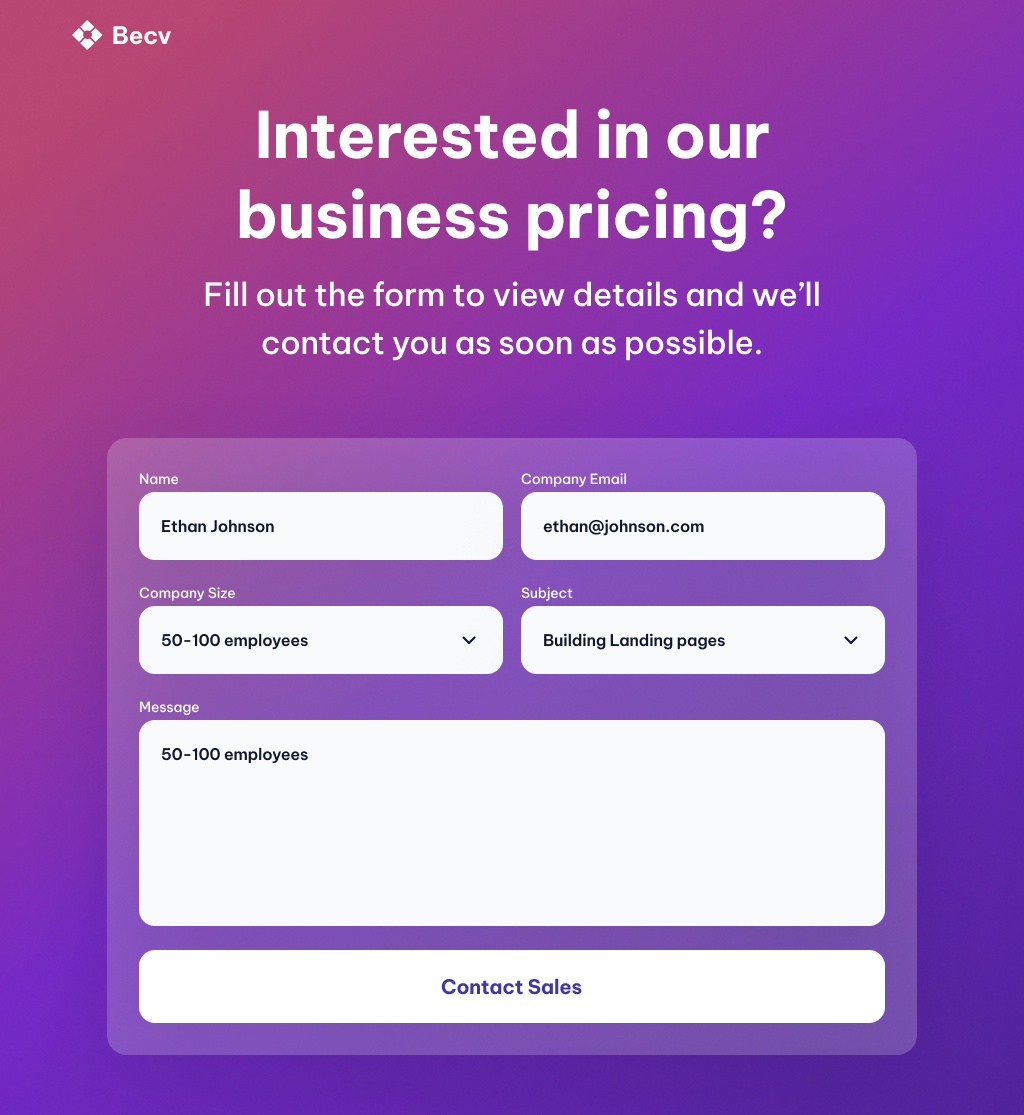 Becv
Interested in our
business pricing?
Fill out the form to view details and we’ll
contact you as soon as possible.
Name
Company Email
Ethan Johnson
ethan@johnson.com
Company Size
Subject
50-100 employees
Building Landing pages
Message
50-100 employees
Contact Sales